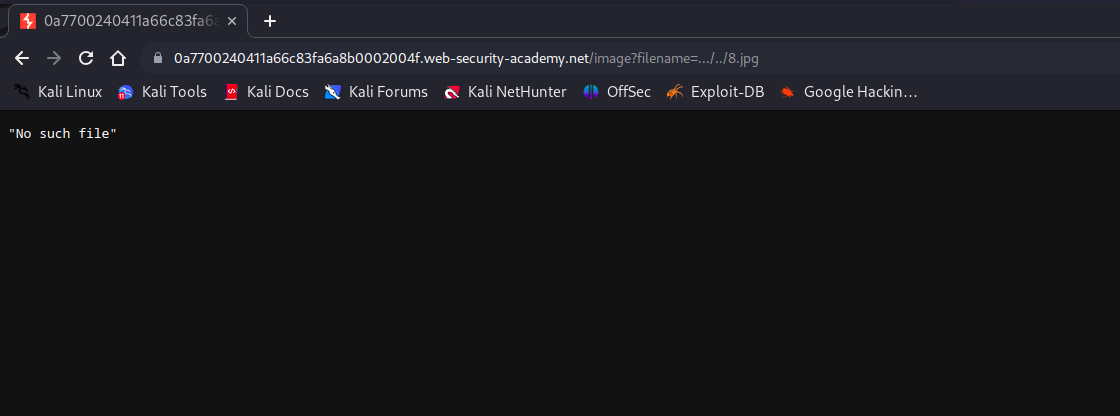 0a7700240411a66c83fa6a
0a7700240411a66c83fa6a8b0002004f.web-security-academy.net/image?filename=.../../8.jpg
Kali Linux Kali Tools Kali Docs Kali Forums Kali NetHunter OffSec Exploit-DB Google Hackin…
"No such file"